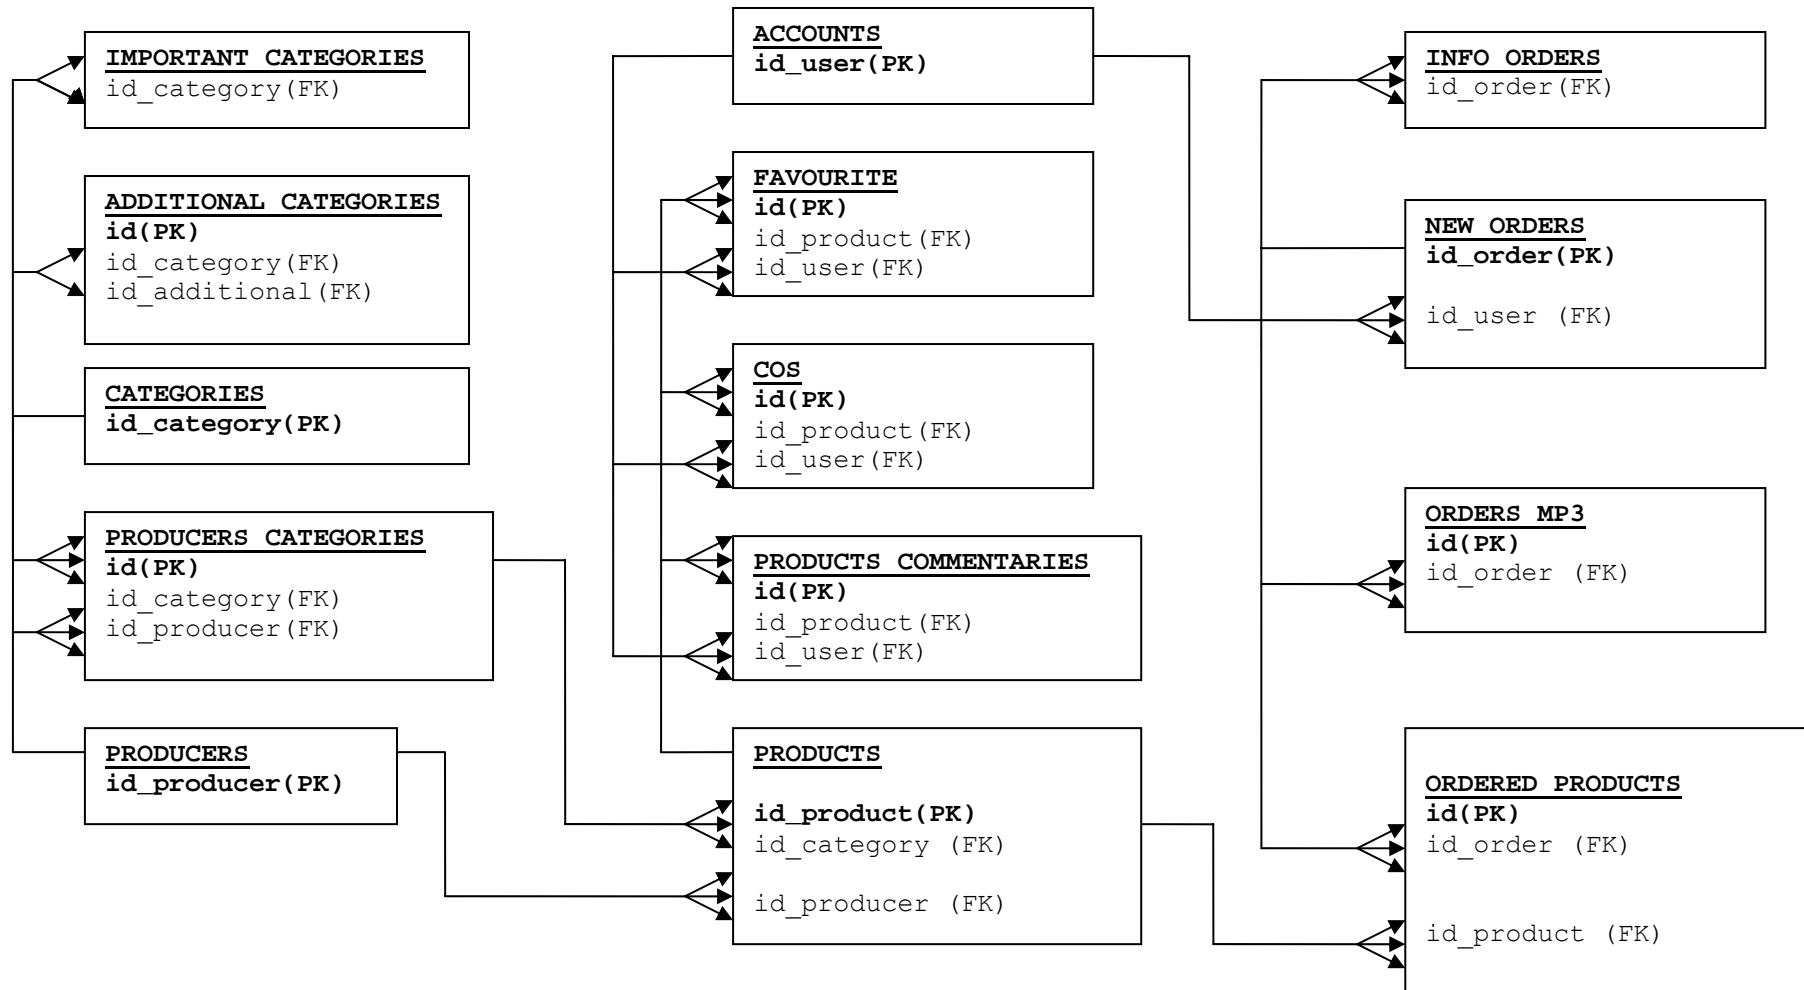 IMPORTANT CATEGORIES
id_category(FK)
ADDITIONAL CATEGORIES
id(PK)
id_category(FK)
id_additional(FK)
CATEGORIES
id_category(PK)
PRODUCERS CATEGORIES
id(PK)
id_category(FK)
id_producer(FK)
PRODUCERS
id_producer(PK)
ACCOUNTS
id_user(PK)
FAVOURITE
id(PK)
id_product(FK)
id_user(FK)
COS
id(PK)
id_product(FK)
id_user(FK)
PRODUCTS COMMENTARIES
id(PK)
id_product(FK)
id_user(FK)
PRODUCTS
id_product(PK)
id_category (FK)
id_producer (FK)
INFO ORDERS
id_order(FK)
NEW ORDERS
id_order(PK)
id_user (FK)
ORDERS MP3
id(PK)
id_order (FK)
ORDERED PRODUCTS
id(PK)
id_order (FK)
id_product (FK)